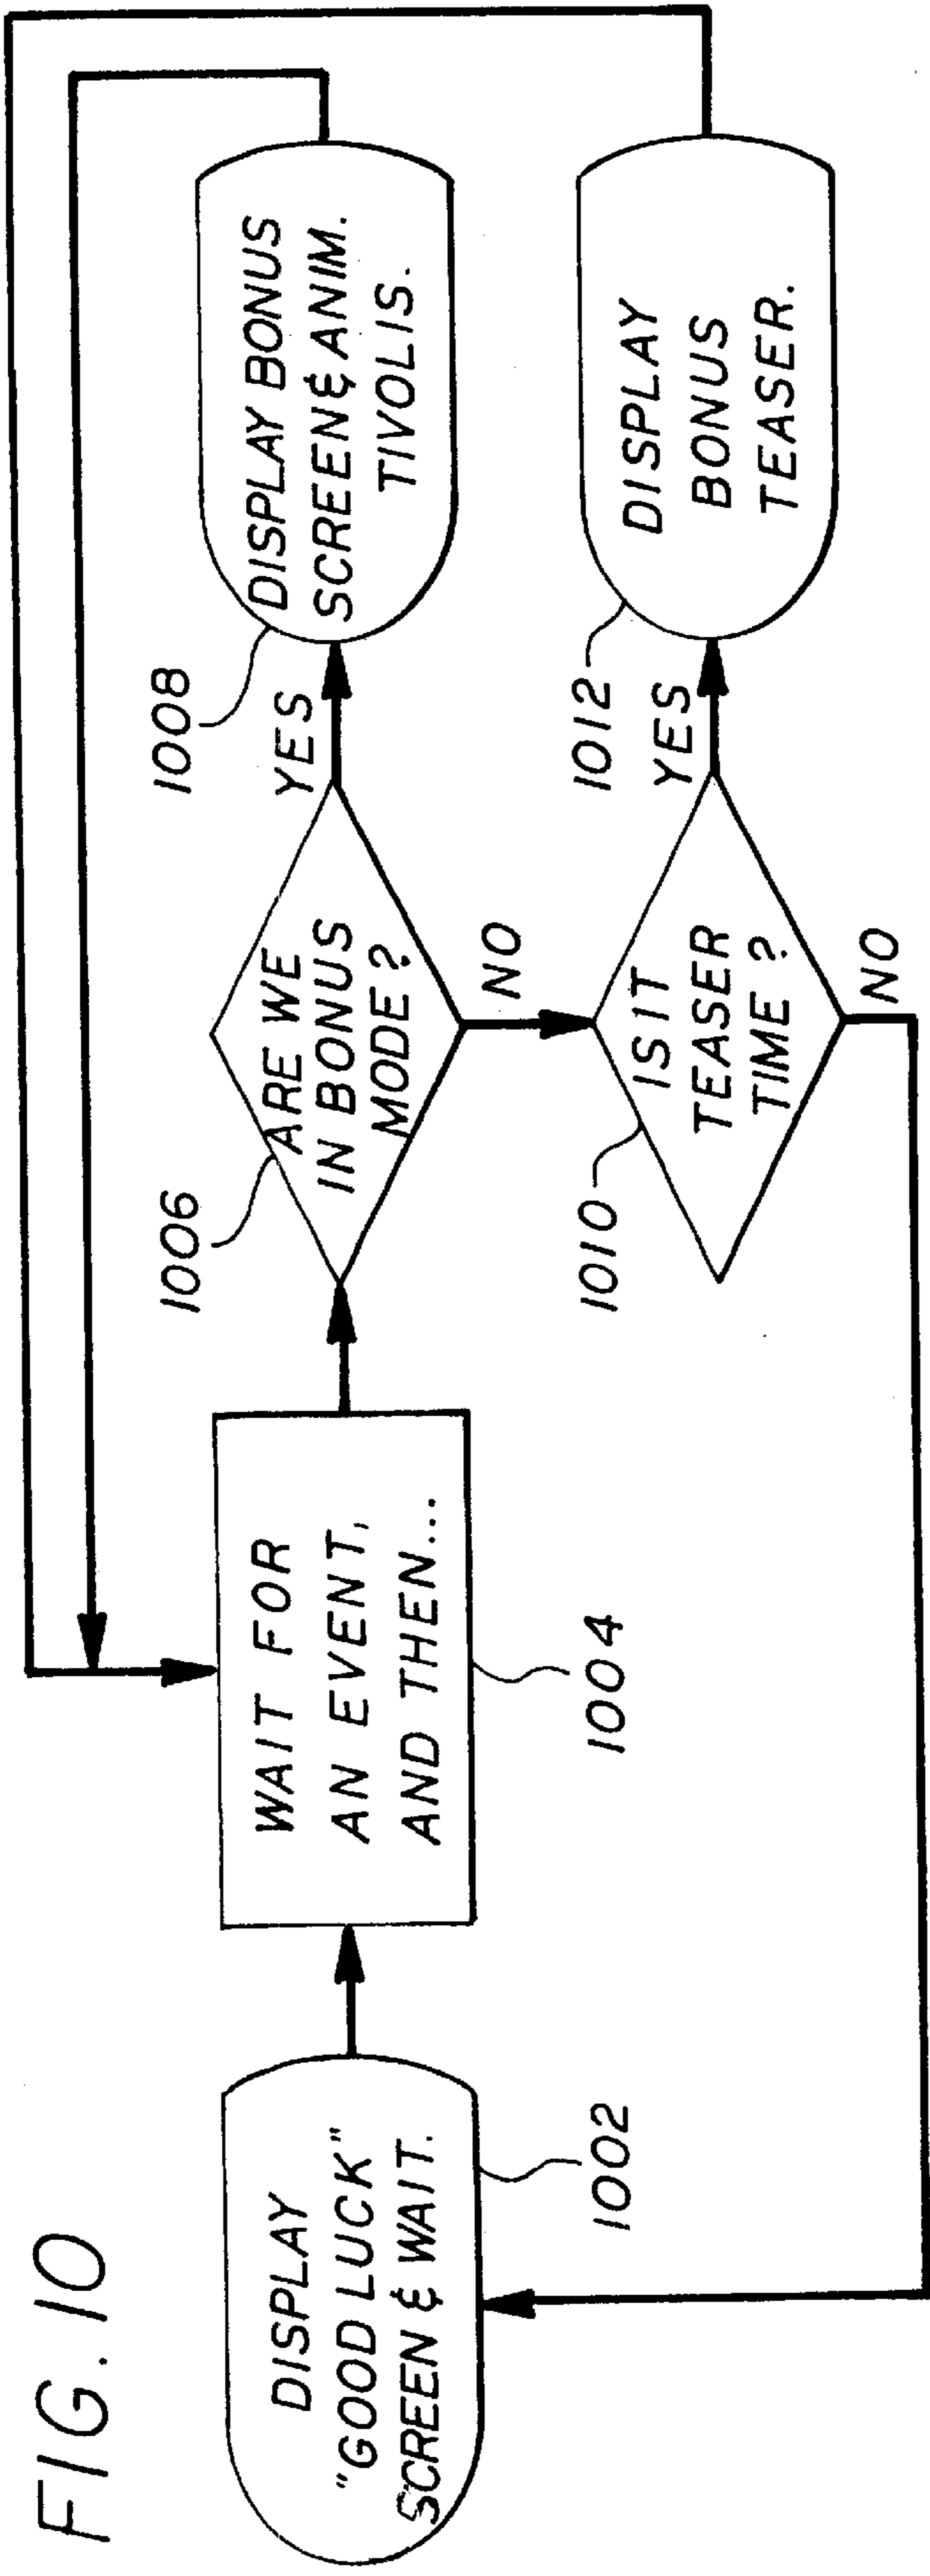 FIG. 10
DISPLAY
"GOOD LUCK"
SCREEN & WAIT.
1002
WAIT FOR
AN EVENT,
AND THEN...
1004
1006
ARE WE
IN BONUS
MODE?
YES
NO
1008
DISPLAY BONUS
SCREEN & ANIM.
TIVOLIS.
1010
IS IT
TEASER
TIME?
YES
NO
1012
DISPLAY
BONUS
TEASER.